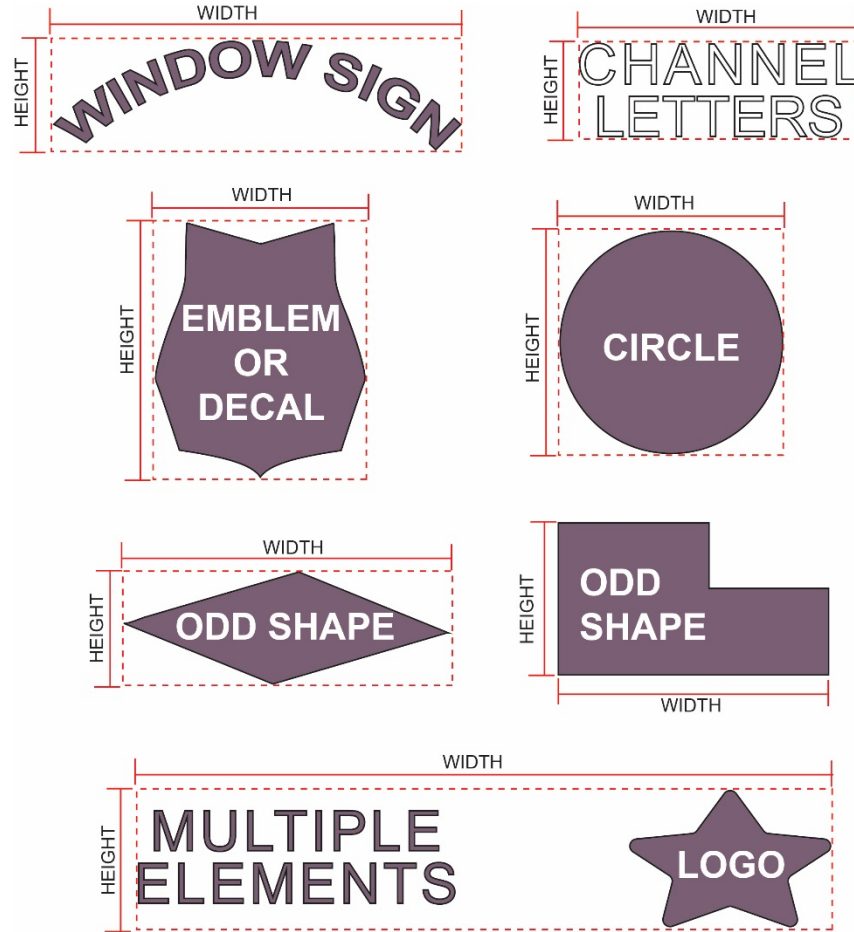 WIDTH
HEIGHT
WINDOW SIGN
WIDTH
HEIGHT
CHANNEL
LETTERS
WIDTH
HEIGHT
EMBLEM
OR
DECAL
WIDTH
HEIGHT
CIRCLE
WIDTH
HEIGHT
ODD SHAPE
HEIGHT
ODD
SHAPE
WIDTH
WIDTH
HEIGHT
MULTIPLE
ELEMENTS
LOGO